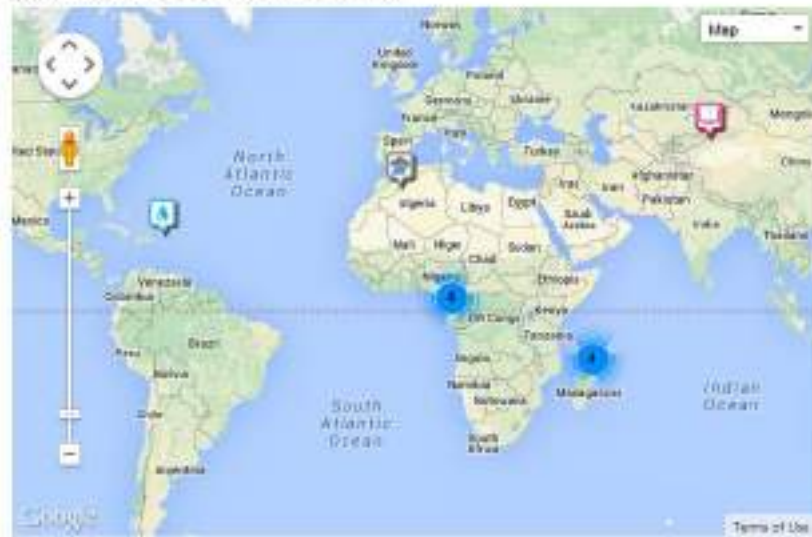 Norway
Map
United
Kingdom
Poland
Germany
Ukraine
Kazakhstan
France
Italy
Spain
Turkey
Mexico
North
Atlantic
Ocean
Algeria
Libya
Egypt
Iraq
Iran
Afghanistan
Pakistan
Saudi
Arabia
India
Thailand
Mali
Niger
Chad
Sudan
Nigeria
Ethiopia
Venezuela
Colombia
DR Congo
Kenya
Tanzania
Peru
Brazil
Bolivia
Angola
Namibia
Botswana
Madagascar
4
South
Atlantic
Ocean
Indian
Ocean
Chile
South
Africa
Argentina
Google
Terms of Use